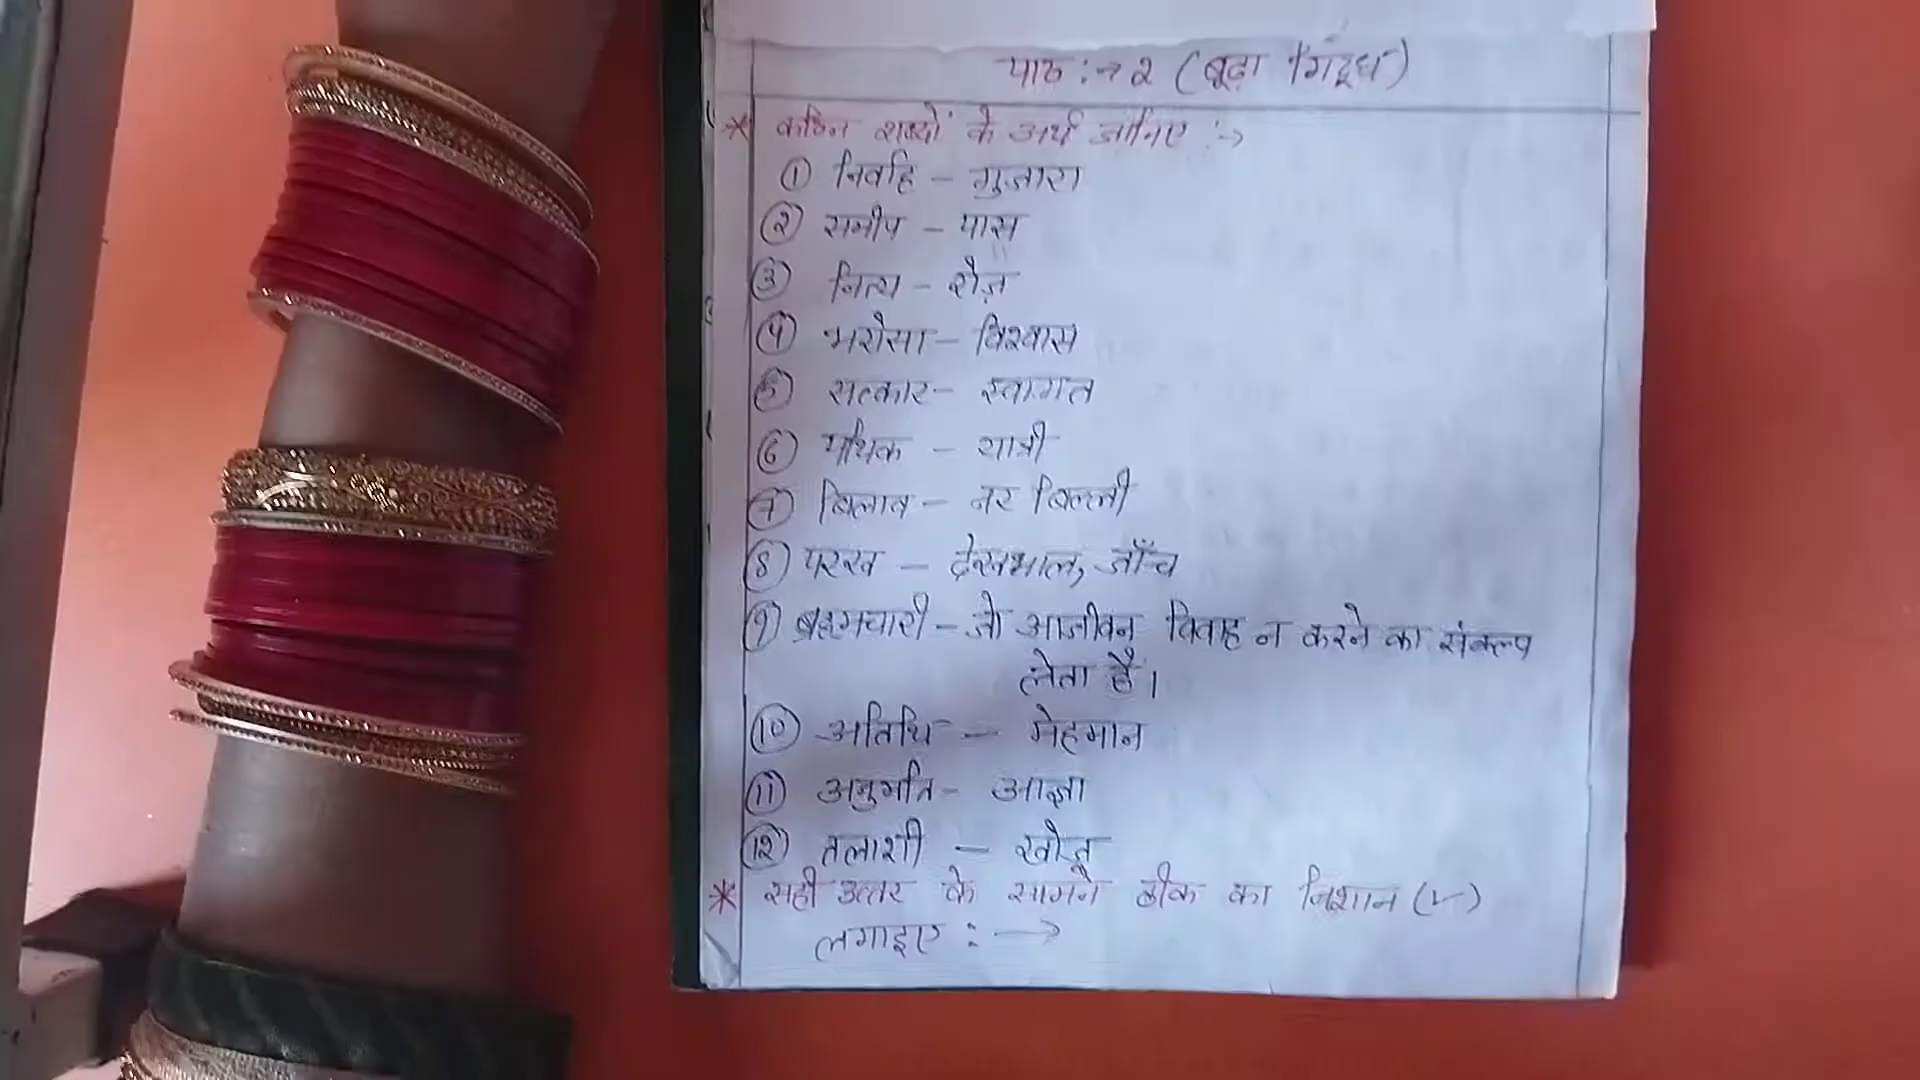 पाठ :→ २ (बूढ़ा गिद्ध)
* कठिन शब्दों के अर्थ जानिए :→
① निर्वाह – गुजारा
② समीप – पास
③ नित्य – रोज़
④ भरोसा – विश्वास
⑤ सत्कार – स्वागत
⑥ पथिक – यात्री
⑦ बिलाव – नर बिल्ली
⑧ परख – देखभाल, जाँच
⑨ ब्रह्मचारी – जो आजीवन विवाह न करने का संकल्प
लेता है।
⑩ अतिथि – मेहमान
⑪ अनुमति – आज्ञा
⑫ तलाशी – खोज
* सही उत्तर के सामने ठीक का निशान (✓)
लगाइए :→